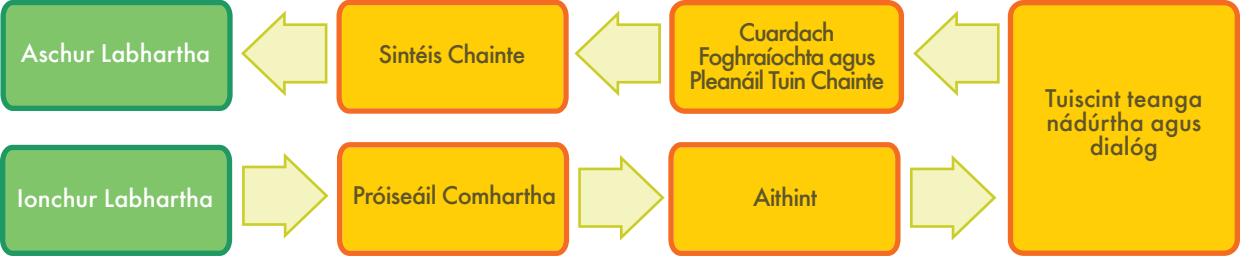 Aschur Labhartha
Sintéis Chainte
Cuardach
Foghraíochta agus
Pleanáil Tuin Chainte
Tuiscint teanga
nádúrtha agus
dialóg
Ionchur Labhartha
Próiseáil Comhartha
Aithint